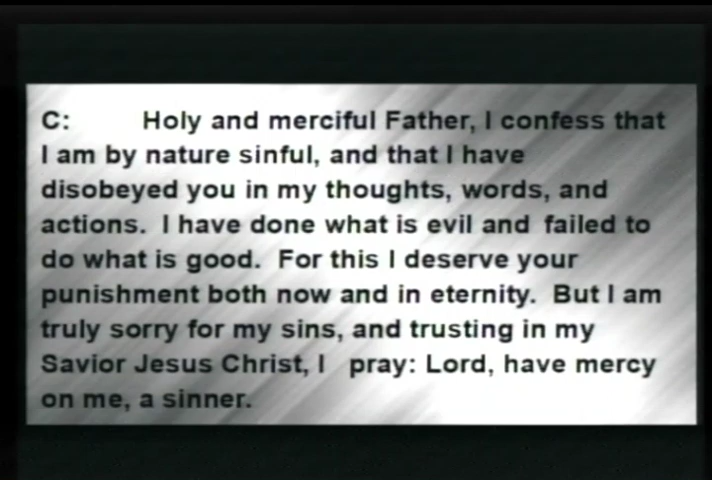 C: Holy and merciful Father, I confess that
I am by nature sinful, and that I have
disobeyed you in my thoughts, words, and
actions. I have done what is evil and failed to
do what is good. For this I deserve your
punishment both now and in eternity. But I am
truly sorry for my sins, and trusting in my
Savior Jesus Christ, I pray: Lord, have mercy
on me, a sinner.